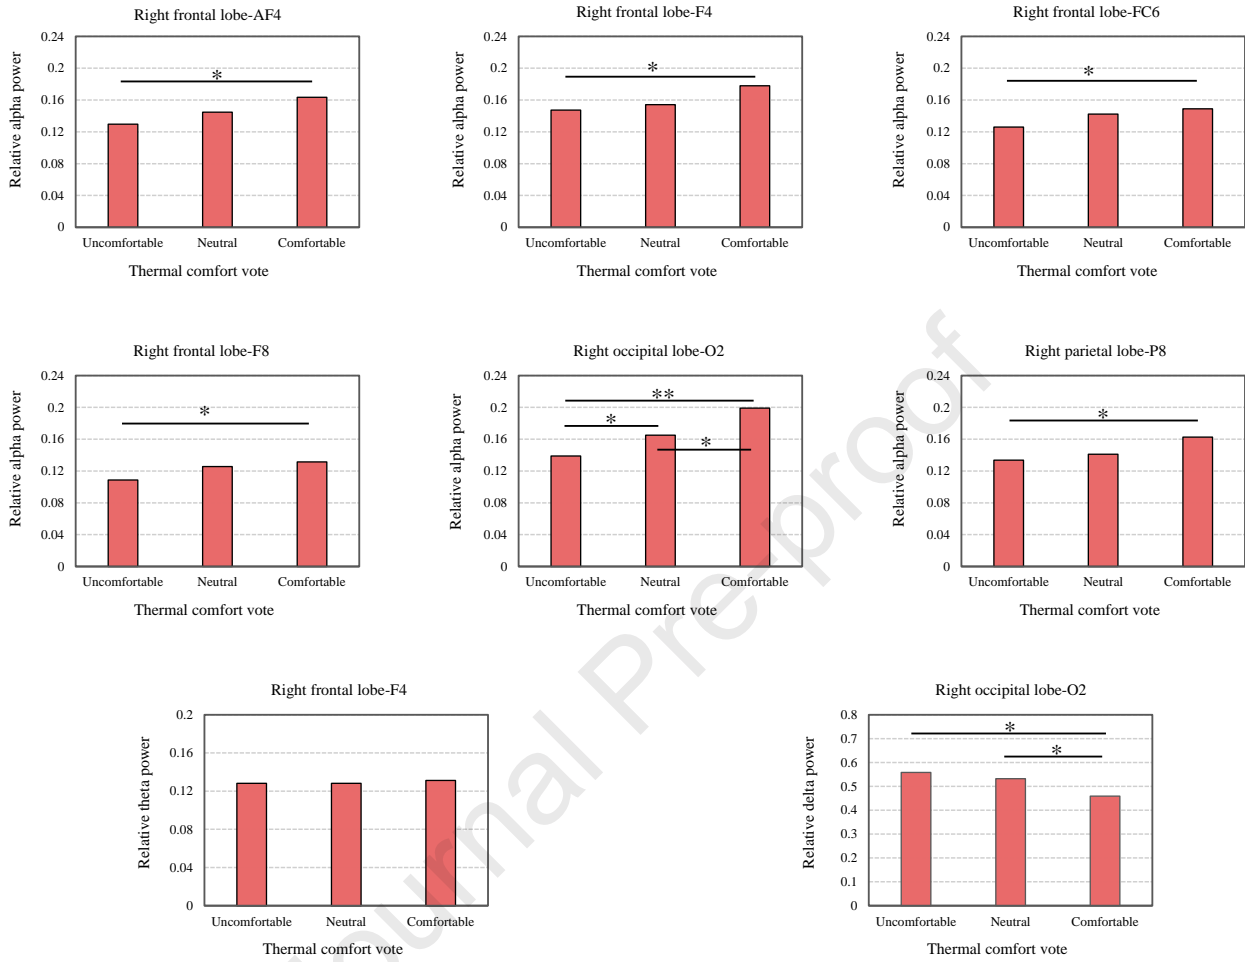 Right frontal lobe-AF4
Relative alpha power
0.24
0.2
0.16
0.12
0.08
0.04
0
*
Uncomfortable Neutral Comfortable
Thermal comfort vote
Right frontal lobe-F4
Relative alpha power
0.24
0.2
0.16
0.12
0.08
0.04
0
*
Uncomfortable Neutral Comfortable
Thermal comfort vote
Right frontal lobe-FC6
Relative alpha power
0.24
0.2
0.16
0.12
0.08
0.04
0
*
Uncomfortable Neutral Comfortable
Thermal comfort vote
Right frontal lobe-F8
Relative alpha power
0.24
0.2
0.16
0.12
0.08
0.04
0
*
Uncomfortable Neutral Comfortable
Thermal comfort vote
Right occipital lobe-O2
Relative alpha power
0.24
0.2
0.16
0.12
0.08
0.04
0
**
*
*
Uncomfortable Neutral Comfortable
Thermal comfort vote
Right parietal lobe-P8
Relative alpha power
0.24
0.2
0.16
0.12
0.08
0.04
0
*
Uncomfortable Neutral Comfortable
Thermal comfort vote
Right frontal lobe-F4
Relative theta power
0.2
0.16
0.12
0.08
0.04
0
Uncomfortable Neutral Comfortable
Thermal comfort vote
Right occipital lobe-O2
Relative delta power
0.8
0.7
0.6
0.5
0.4
0.3
0.2
0.1
0
*
*
Uncomfortable Neutral Comfortable
Thermal comfort vote
ournal Pre-proof